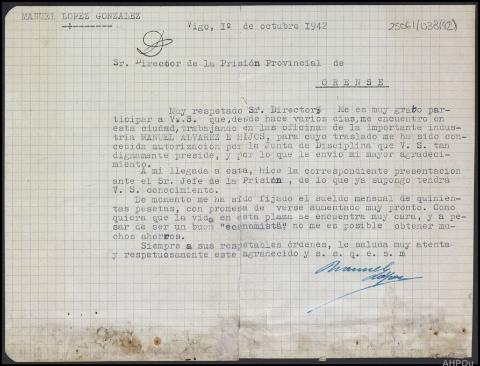 MANUEL LOPEZ GONZALEZ
Vigo, 1º de octubre 1942
25061/038(92)
Sr. Director de la Prisión Provincial de
ORENSE
Muy respetado Sr. Director: Me es muy grato par-
ticipar a V. S. que, desde hace varios días, me encuentro en
esta ciudad, trabajando en las oficinas de la importante indus-
tria MANUEL ALVAREZ E HIJOS, para cuyo traslado me ha sido con-
cedida autorización por la Junta de Disciplina que V. S. tan
dignamente preside, y por lo que le envío mi mayor agradeci-
miento.
A mi llegada a esta, hice la correspondiente presentacion
ante el Sr. Jefe de la Prisión, de lo que ya supongo tendrá
V. S. conocimiento.
De momento me ha sido fijado el sueldo mensual de quinien-
tas pesetas, con promesa de verse aumentado muy pronto. Como
quiera que la vida en esta plaza se encuentra muy cara, y a pe-
sar de ser un buen "economista" no me es posible obtener mu-
chos ahorros.
Siempre a sus respetables órdenes, le saluda muy atenta
y respetuosamente este agradecido y s. s. q. e. s. m
Manuel
López
AHPOu